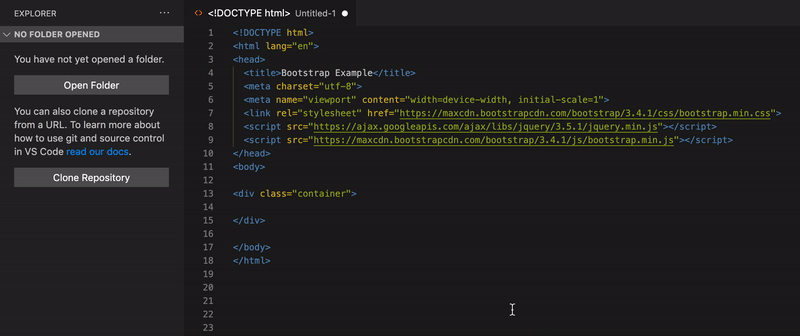 EXPLORER
NO FOLDER OPENED
You have not yet opened a folder.
Open Folder
You can also clone a repository
from a URL. To learn more about
how to use git and source control
in VS Code read our docs.
Clone Repository
<!DOCTYPE html> Untitled-1
1 <!DOCTYPE html>
2 <html lang="en">
3 <head>
4 <title>Bootstrap Example</title>
5 <meta charset="utf-8">
6 <meta name="viewport" content="width=device-width, initial-scale=1">
7 <link rel="stylesheet" href="https://maxcdn.bootstrapcdn.com/bootstrap/3.4.1/css/bootstrap.min.css">
8 <script src="https://ajax.googleapis.com/ajax/libs/jquery/3.5.1/jquery.min.js"></script>
9 <script src="https://maxcdn.bootstrapcdn.com/bootstrap/3.4.1/js/bootstrap.min.js"></script>
10 </head>
11 <body>
12
13 <div class="container">
14
15 </div>
16
17 </body>
18 </html>
19
20
21
22
23